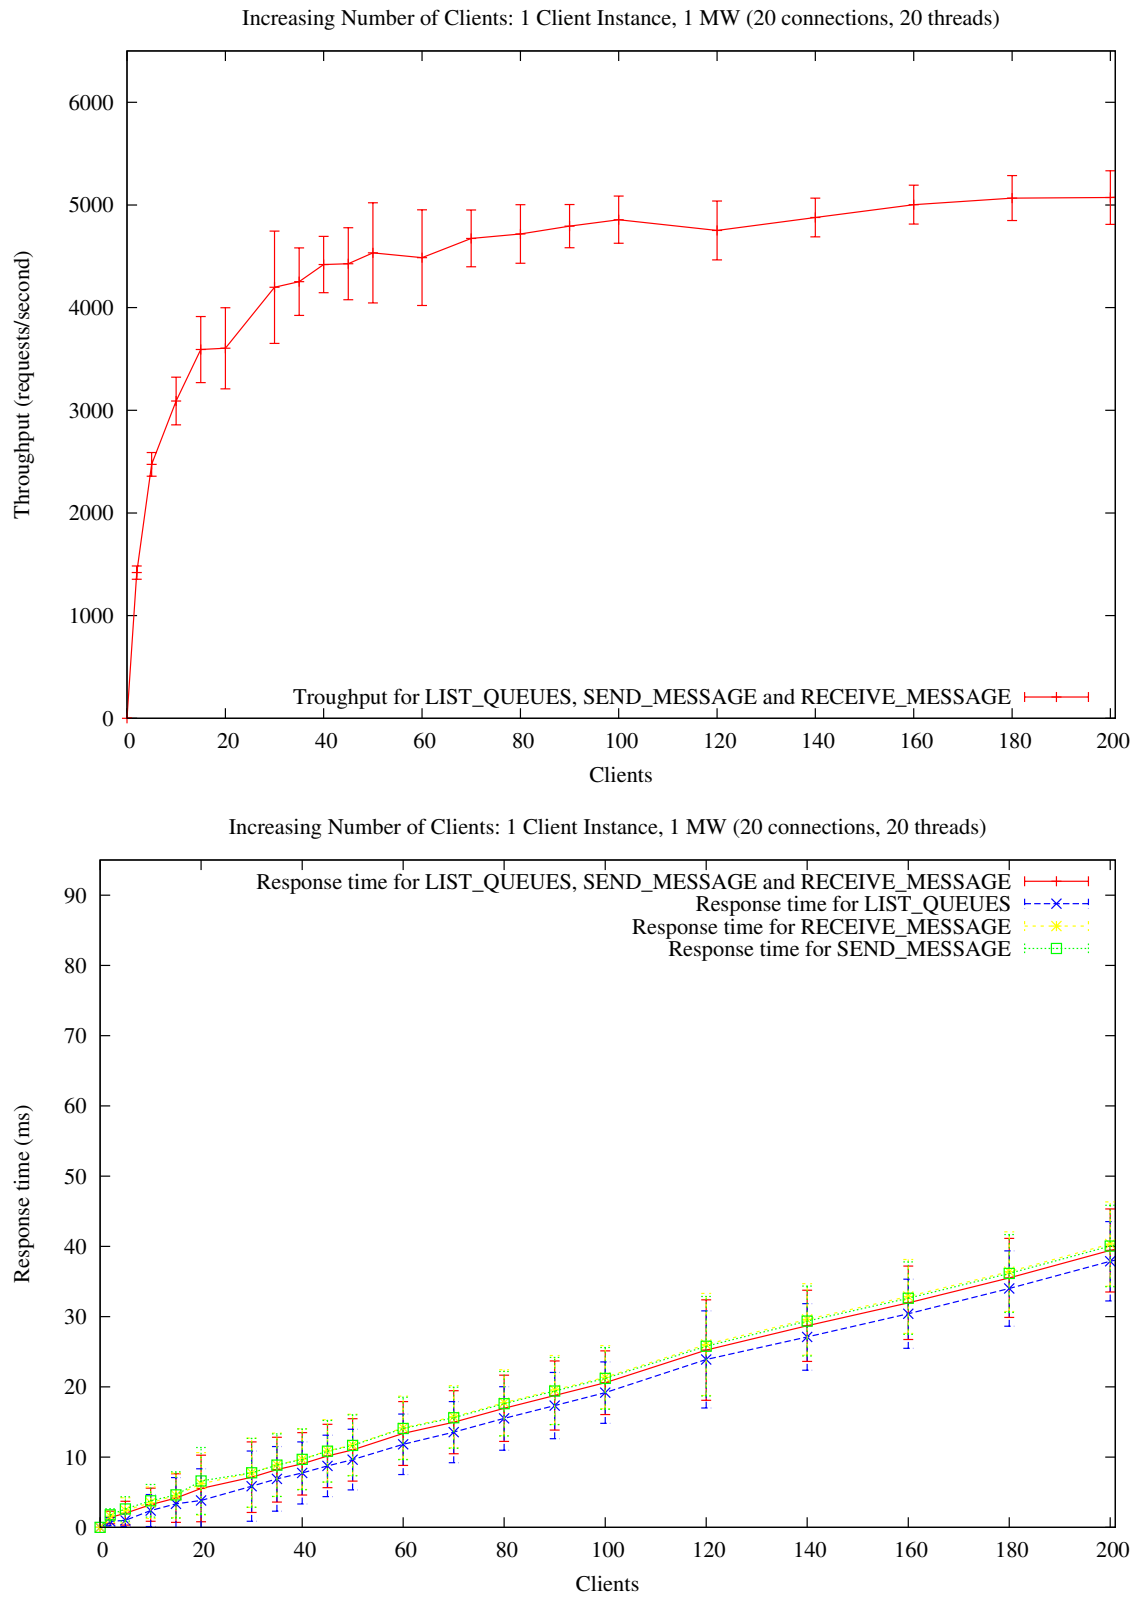 Increasing Number of Clients: 1 Client Instance, 1 MW (20 connections, 20 threads)
6000
5000
4000
3000
2000
1000
0
Throughput (requests/second)
Troughput for LIST_QUEUES, SEND_MESSAGE and RECEIVE_MESSAGE
0 20 40 60 80 100 120 140 160 180 200
Clients
Increasing Number of Clients: 1 Client Instance, 1 MW (20 connections, 20 threads)
Response time for LIST_QUEUES, SEND_MESSAGE and RECEIVE_MESSAGE
Response time for LIST_QUEUES
Response time for RECEIVE_MESSAGE
Response time for SEND_MESSAGE
90
80
70
60
50
40
30
20
10
0
Response time (ms)
0 20 40 60 80 100 120 140 160 180 200
Clients